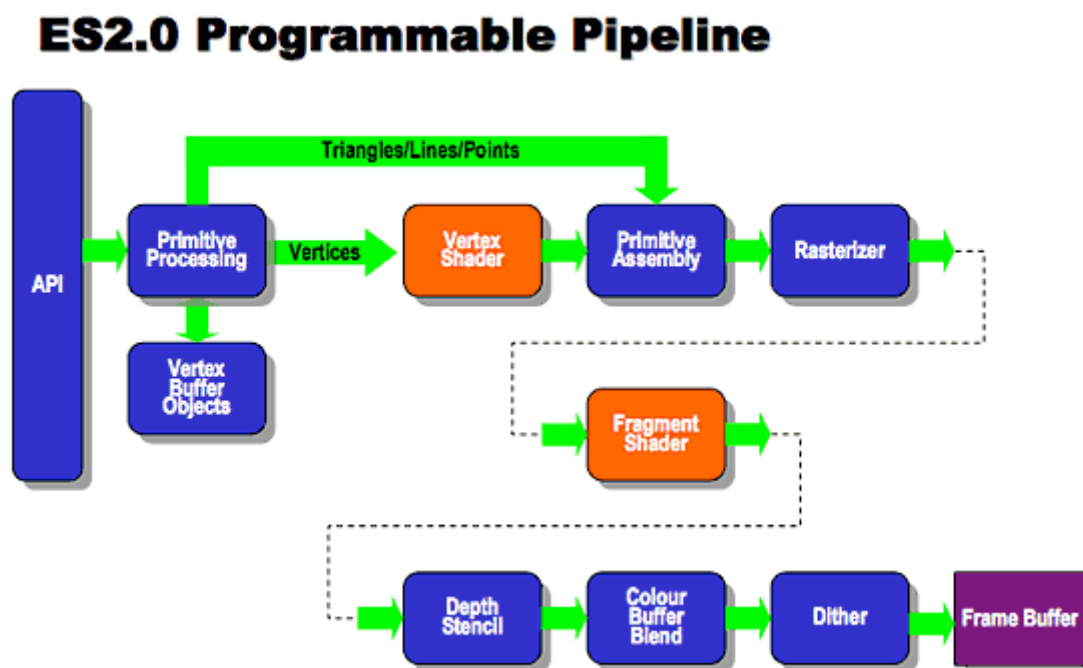 ES2.0 Programmable Pipeline
Triangles/Lines/Points
API
Primitive
Processing
Vertices
Vertex
Shader
Primitive
Assembly
Rasterizer
Vertex
Buffer
Objects
Fragment
Shader
Depth
Stencil
Colour
Buffer
Blend
Dither
Frame Buffer